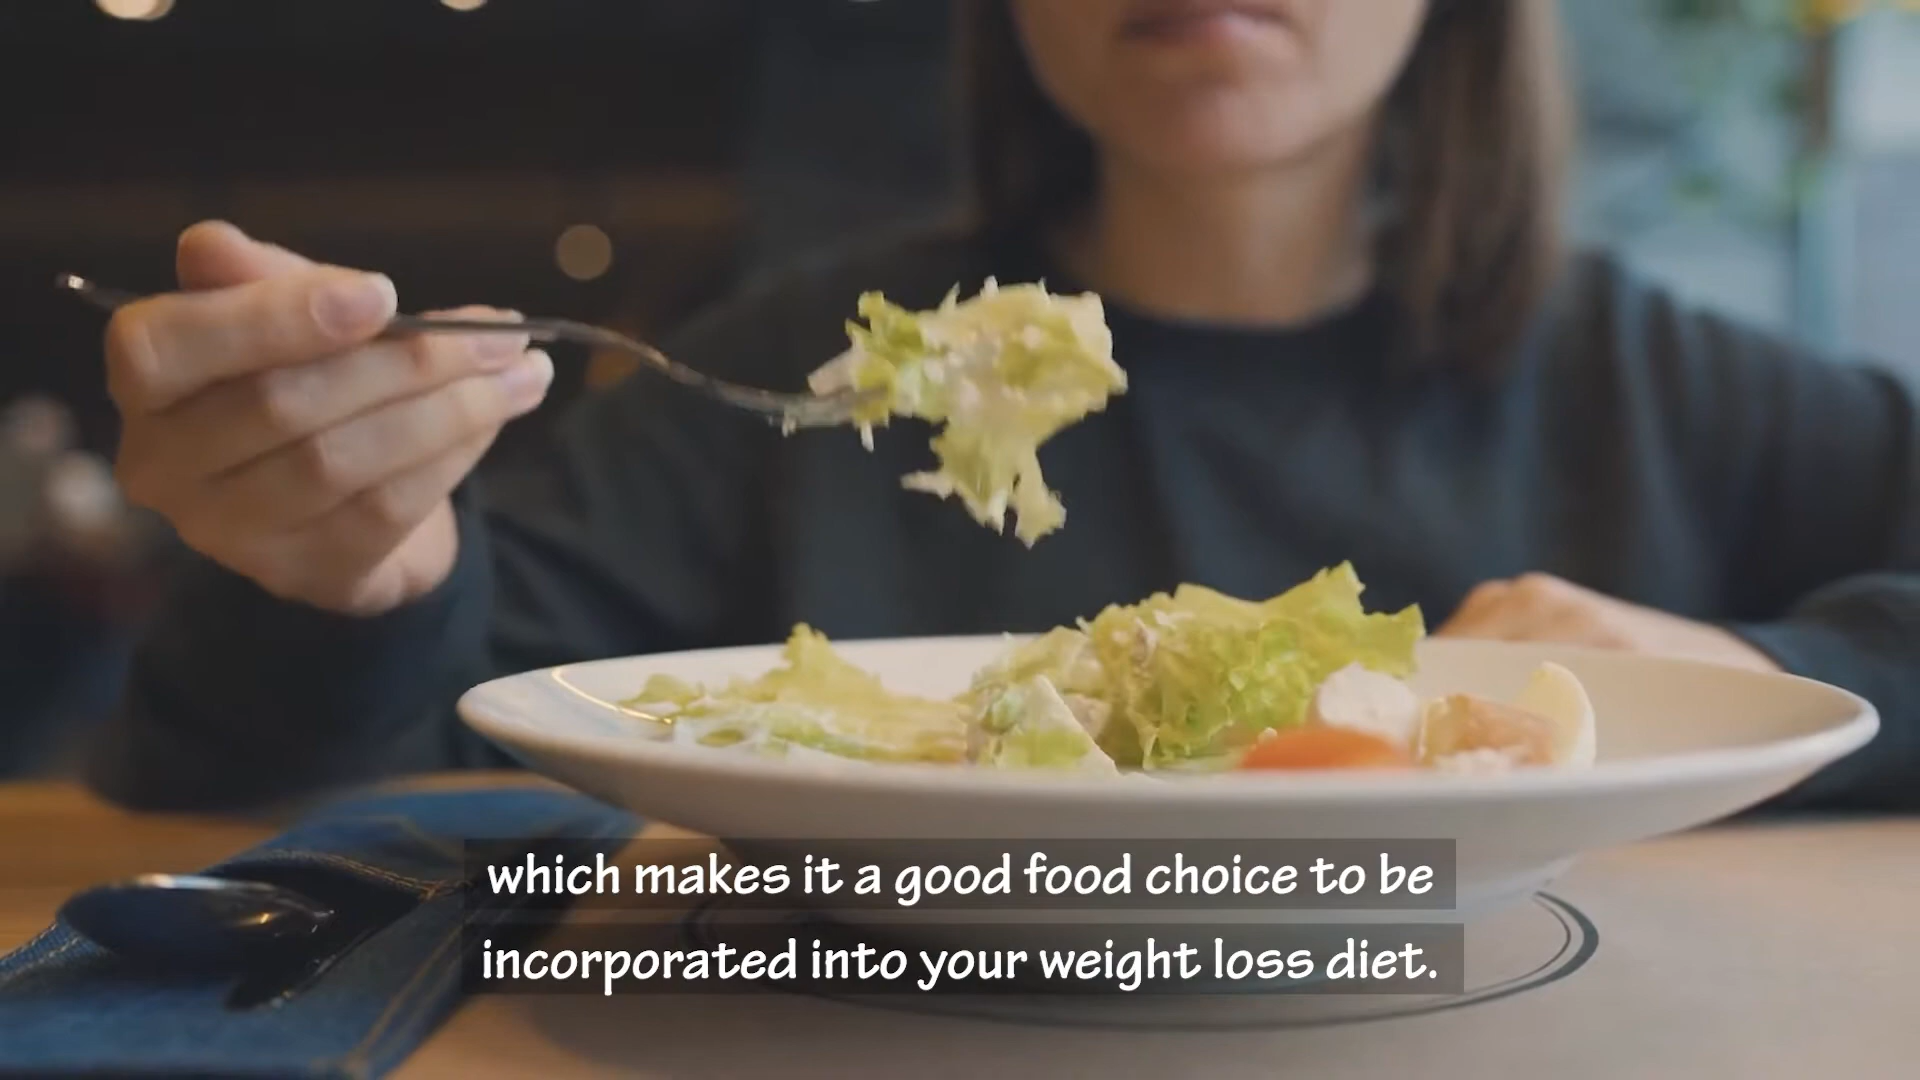 which makes it a good food choice to be
incorporated into your weight loss diet.